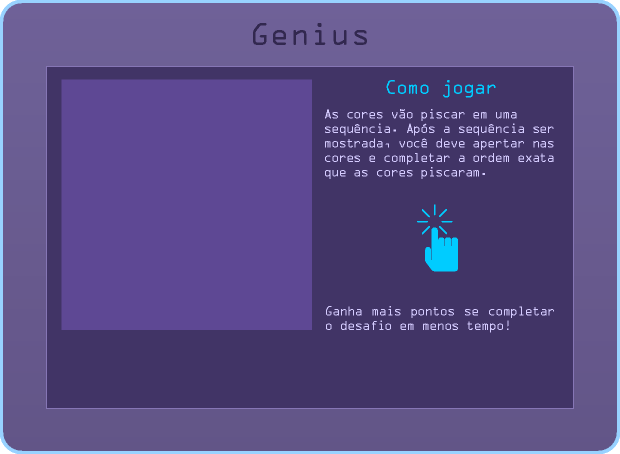 Genius
Como jogar
As cores vão piscar em uma
sequência. Após a sequência ser
mostrada, você deve apertar nas
cores e completar a ordem exata
que as cores piscaram.
Ganha mais pontos se completar
o desafio em menos tempo!